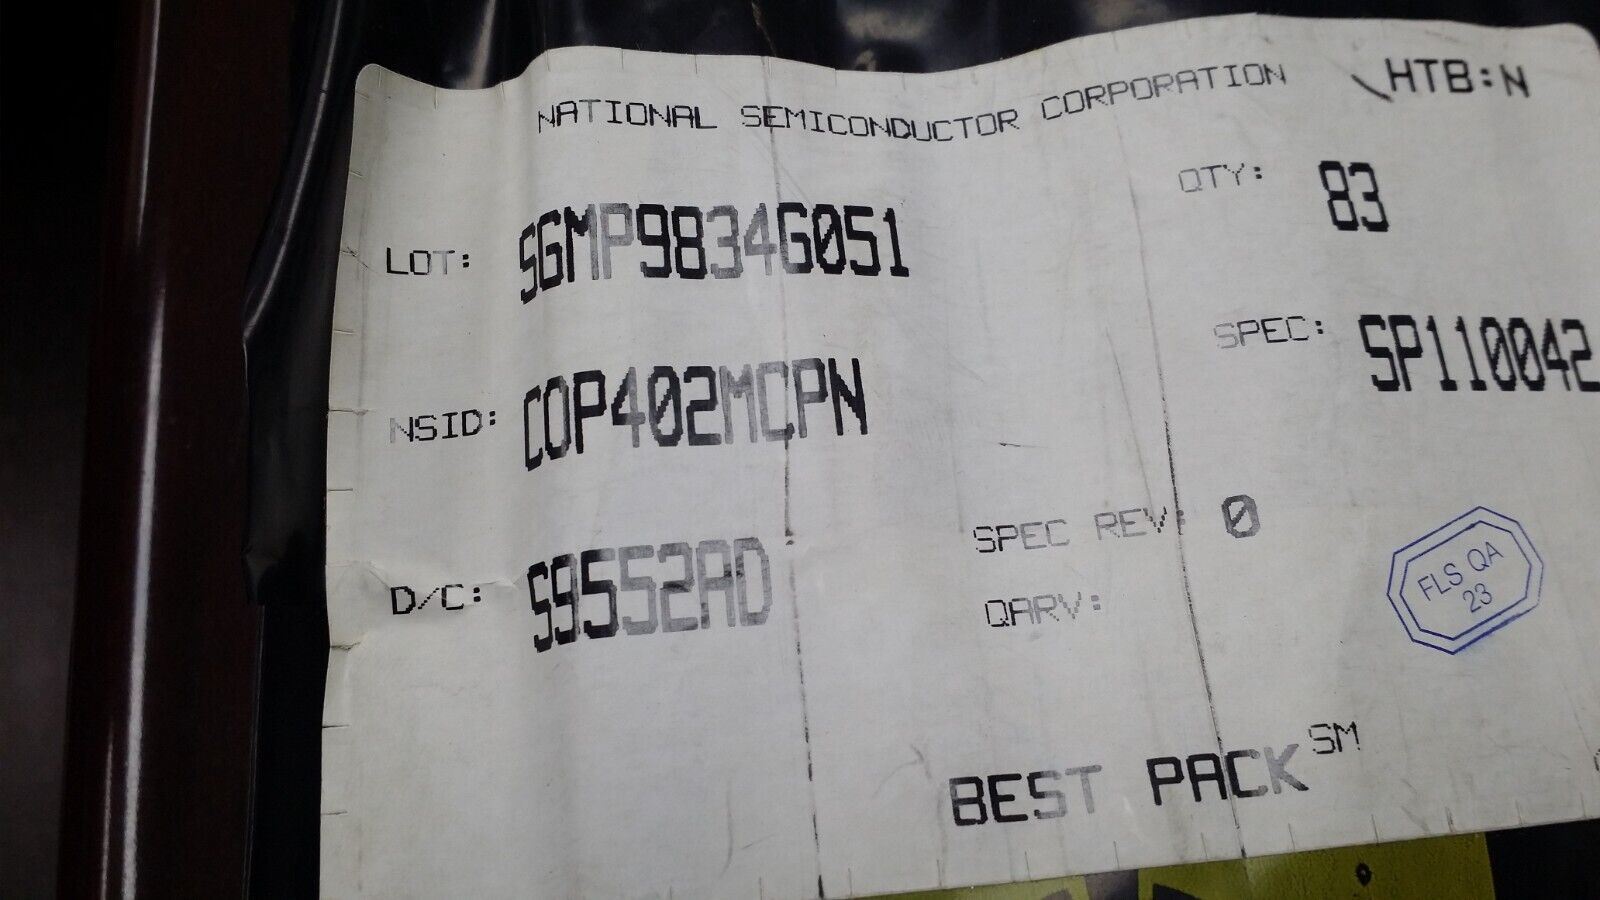 NATIONAL SEMICONDUCTOR CORPORATION HTB:N
LOT: SGMP9834G051 QTY: 83
NSID: COP402MCPN SPEC: SP110042
D/C: S9552AD SPEC REV: 0
QARV:
FLS QA
23
BEST PACK SM